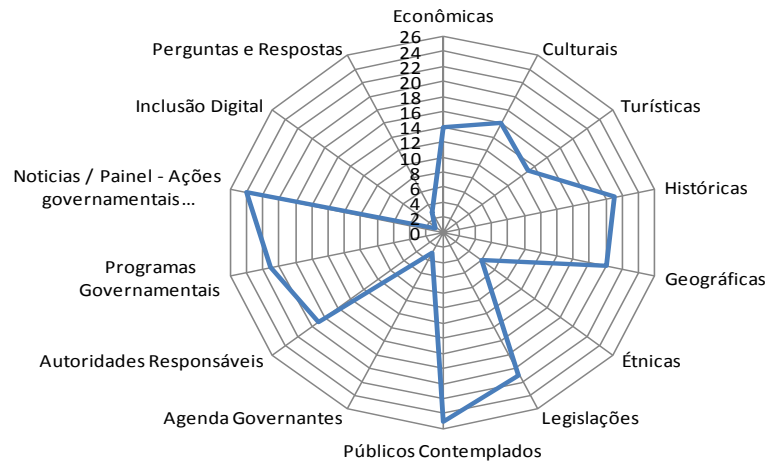 Econômicas
Culturais
Turísticas
Históricas
Geográficas
Étnicas
Legislações
Públicos Contemplados
Agenda Governantes
Autoridades Responsáveis
Programas
Governamentais
Noticias / Painel - Ações
governamentais...
Inclusão Digital
Perguntas e Respostas
26
24
22
20
18
16
14
12
10
8
6
4
2
0